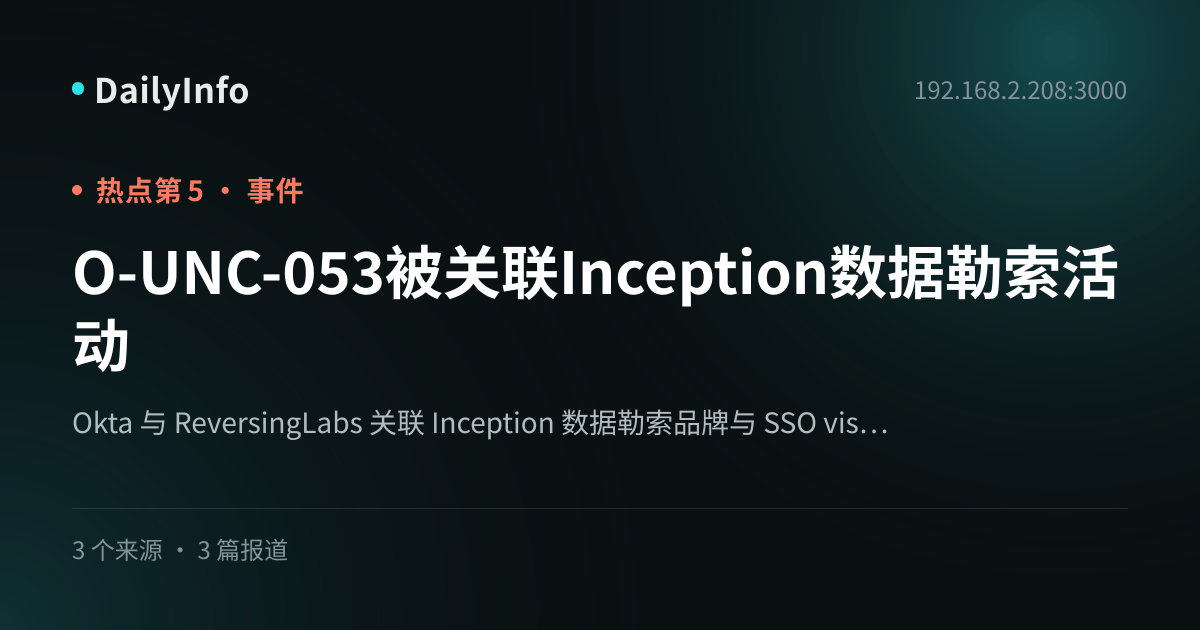 DailyInfo
192.168.2.208:3000
热点第 5 · 事件
O-UNC-053被关联Inception数据勒索活
动
Okta 与 ReversingLabs 关联 Inception 数据勒索品牌与 SSO vis…
3 个来源 · 3 篇报道